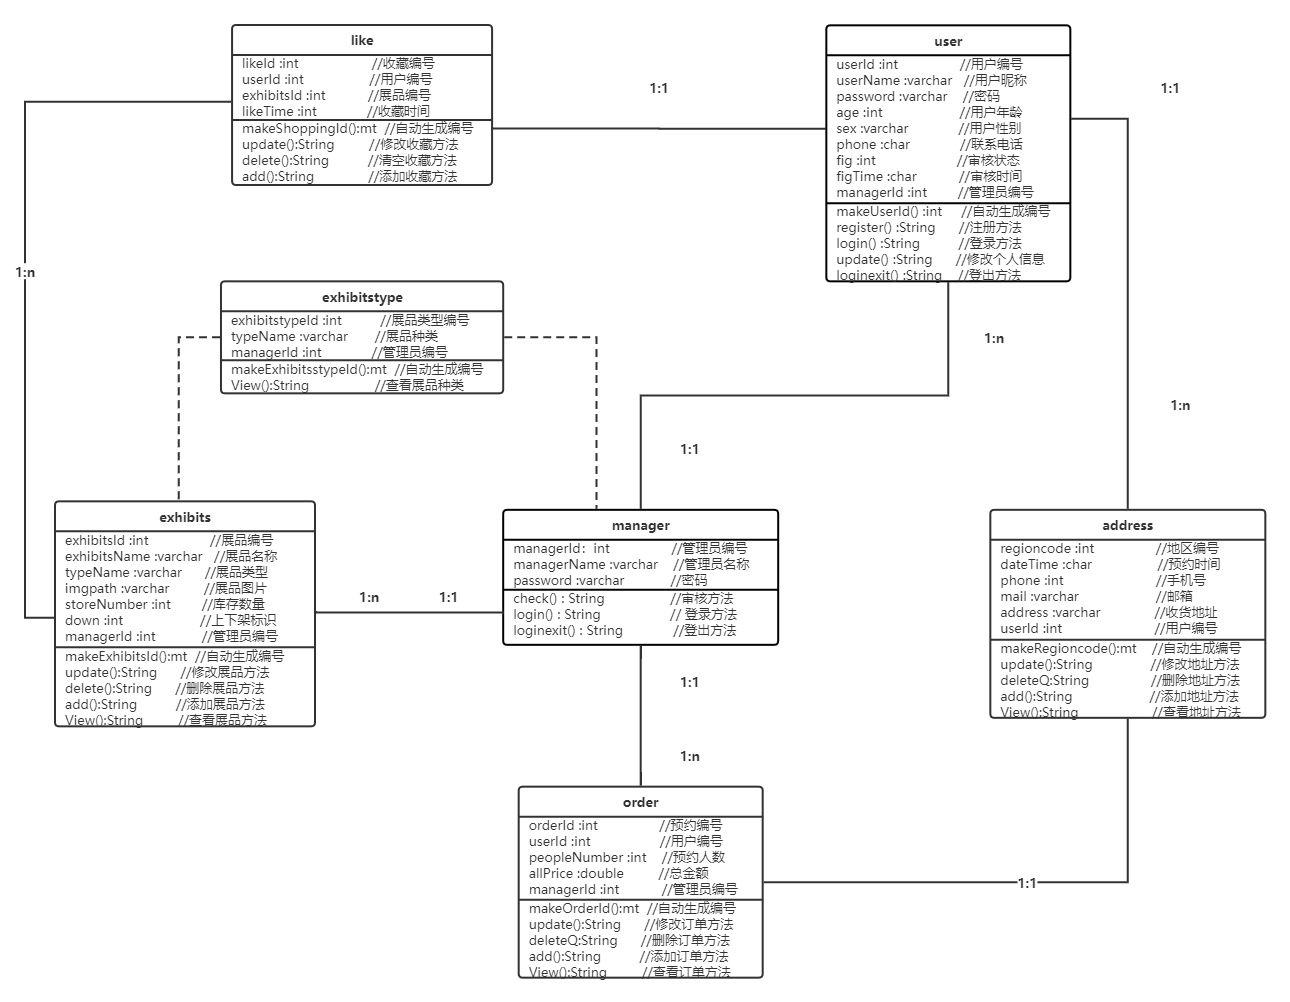 like
likeId :int //收藏编号
userId :int //用户编号
exhibitsId :int //展品编号
likeTime :int //收藏时间
makeShoppingId():mt //自动生成编号
update():String //修改收藏方法
delete():String //清空收藏方法
add():String //添加收藏方法
1:1
user
userId :int //用户编号
userName :varchar //用户昵称
password :varchar //密码
age :int //用户年龄
sex :varchar //用户性别
phone :char //联系电话
fig :int //审核状态
figTime :char //审核时间
managerId :int //管理员编号
makeUserId() :int //自动生成编号
register() :String //注册方法
login() :String //登录方法
update() :String //修改个人信息
loginexit() :String //登出方法
1:1
1:n
exhibitstype
exhibitstypeId :int //展品类型编号
typeName :varchar //展品种类
managerId :int //管理员编号
makeExhibitsstypeId():mt //自动生成编号
View():String //查看展品种类
1:n
1:n
1:1
exhibits
exhibitsId :int //展品编号
exhibitsName :varchar //展品名称
typeName :varchar //展品类型
imgpath :varchar //展品图片
storeNumber :int //库存数量
down :int //上下架标识
managerId :int //管理员编号
makeExhibitsId():mt //自动生成编号
update():String //修改展品方法
delete():String //删除展品方法
add():String //添加展品方法
View():String //查看展品方法
1:n 1:1
manager
managerId: int //管理员编号
managerName :varchar //管理员名称
password :varchar //密码
check() : String //审核方法
login() : String // 登录方法
loginexit() : String //登出方法
address
regioncode :int //地区编号
dateTime :char //预约时间
phone :int //手机号
mail :varchar //邮箱
address :varchar //收货地址
userId :int //用户编号
makeRegioncode():mt //自动生成编号
update():String //修改地址方法
deleteQ:String //删除地址方法
add():String //添加地址方法
View():String //查看地址方法
1:1
1:n
order
orderId :int //预约编号
userId :int //用户编号
peopleNumber :int //预约人数
allPrice :double //总金额
managerId :int //管理员编号
makeOrderId():mt //自动生成编号
update():String //修改订单方法
deleteQ:String //删除订单方法
add():String //添加订单方法
View():String //查看订单方法
1:1